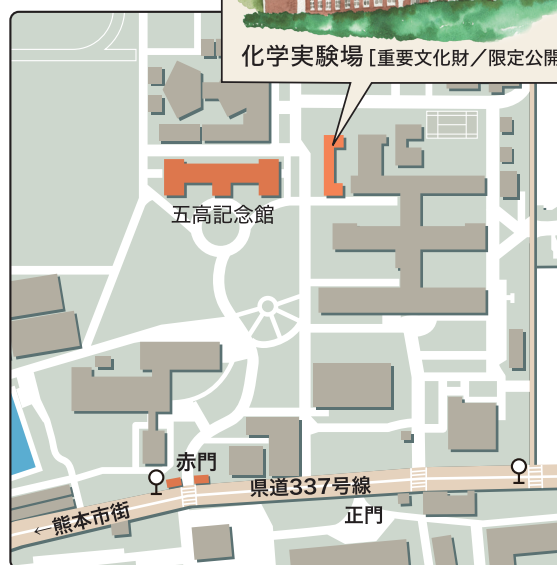 化学実験場 [重要文化財／限定公開
五高記念館
赤門
県道337号線
正門
←熊本市街